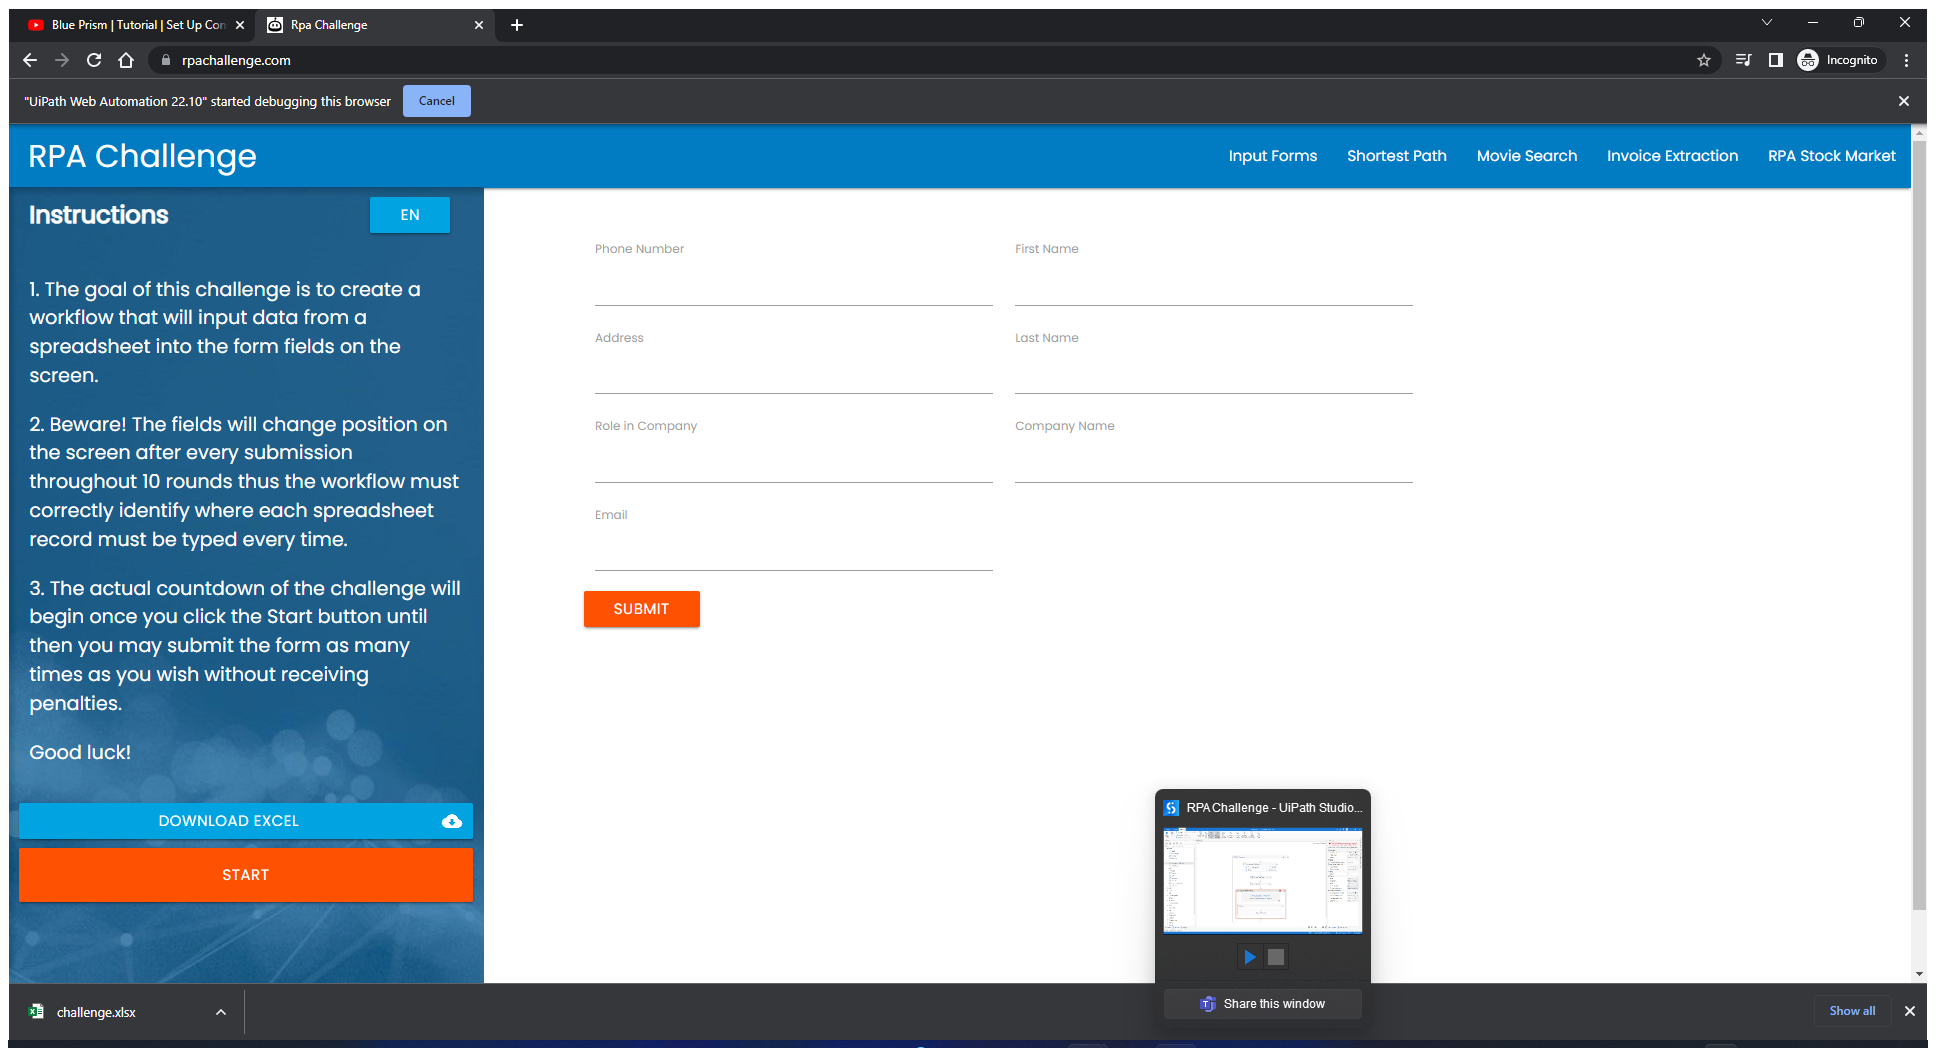 Blue Prism | Tutorial | Set Up Con
Rpa Challenge
rpachallenge.com
Incognito
"UiPath Web Automation 22.10" started debugging this browser
Cancel
RPA Challenge
Input Forms
Shortest Path
Movie Search
Invoice Extraction
RPA Stock Market
Instructions
EN
1. The goal of this challenge is to create a
workflow that will input data from a
spreadsheet into the form fields on the
screen.
2. Beware! The fields will change position on
the screen after every submission
throughout 10 rounds thus the workflow must
correctly identify where each spreadsheet
record must be typed every time.
3. The actual countdown of the challenge will
begin once you click the Start button until
then you may submit the form as many
times as you wish without receiving
penalties.
Good luck!
DOWNLOAD EXCEL
START
Phone Number
First Name
Address
Last Name
Role in Company
Company Name
Email
SUBMIT
RPAChallenge - UiPath Studio...
Share this window
challenge.xlsx
Show all